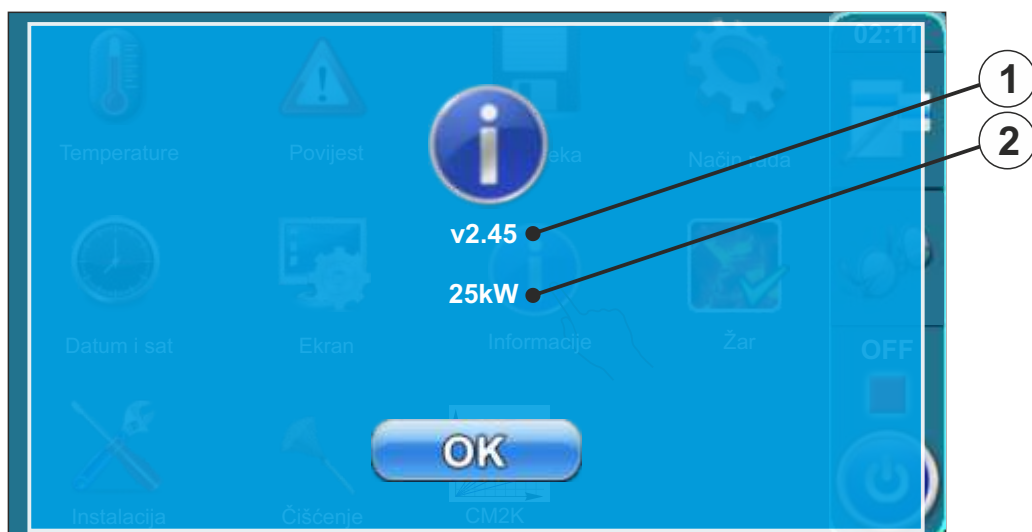 02:11
1
2
Temperature
Povijest
eka
Način rada
v2.45
25kW
Datum i sat
Ekran
Informacije
Žar
OFF
OK
Instalacija
Čišćenje
CM2K